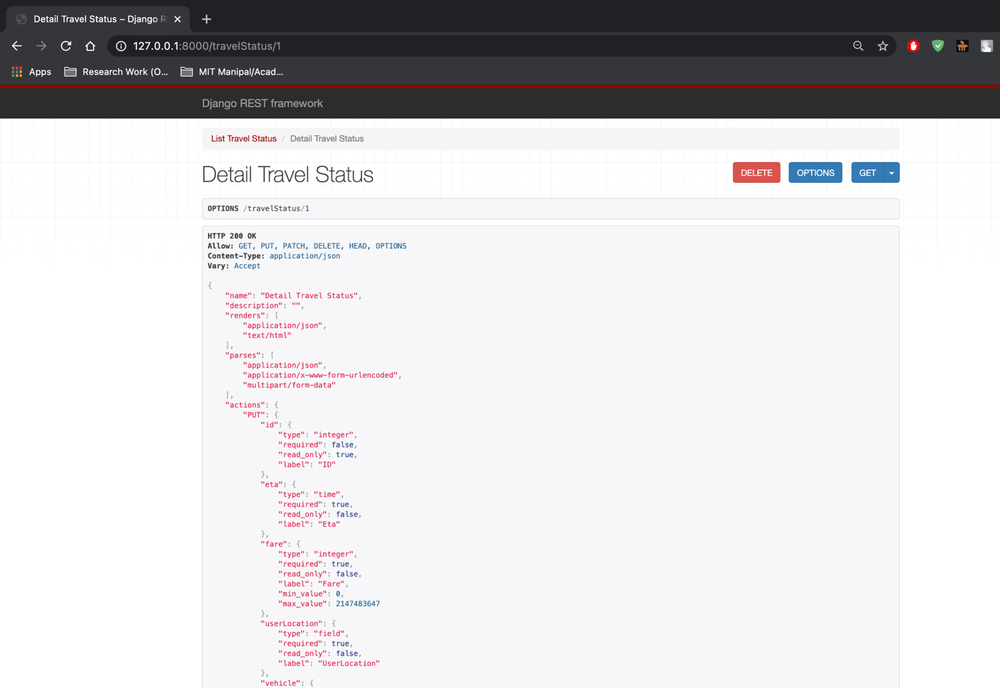 Detail Travel Status – Django R
127.0.0.1:8000/travelStatus/1
Apps
Research Work (O...
MIT Manipal/Acad...
Django REST framework
List Travel Status / Detail Travel Status
Detail Travel Status
DELETE
OPTIONS
GET
OPTIONS /travelStatus/1
HTTP 200 OK
Allow: GET, PUT, PATCH, DELETE, HEAD, OPTIONS
Content-Type: application/json
Vary: Accept
{
    "name": "Detail Travel Status",
    "description": "",
    "renders": [
        "application/json",
        "text/html"
    ],
    "parses": [
        "application/json",
        "application/x-www-form-urlencoded",
        "multipart/form-data"
    ],
    "actions": {
        "PUT": {
            "id": {
                "type": "integer",
                "required": false,
                "read_only": true,
                "label": "ID"
            },
            "eta": {
                "type": "time",
                "required": true,
                "read_only": false,
                "label": "Eta"
            },
            "fare": {
                "type": "integer",
                "required": true,
                "read_only": false,
                "label": "Fare",
                "min_value": 0,
                "max_value": 2147483647
            },
            "userLocation": {
                "type": "field",
                "required": true,
                "read_only": false,
                "label": "UserLocation"
            },
            "vehicle": {